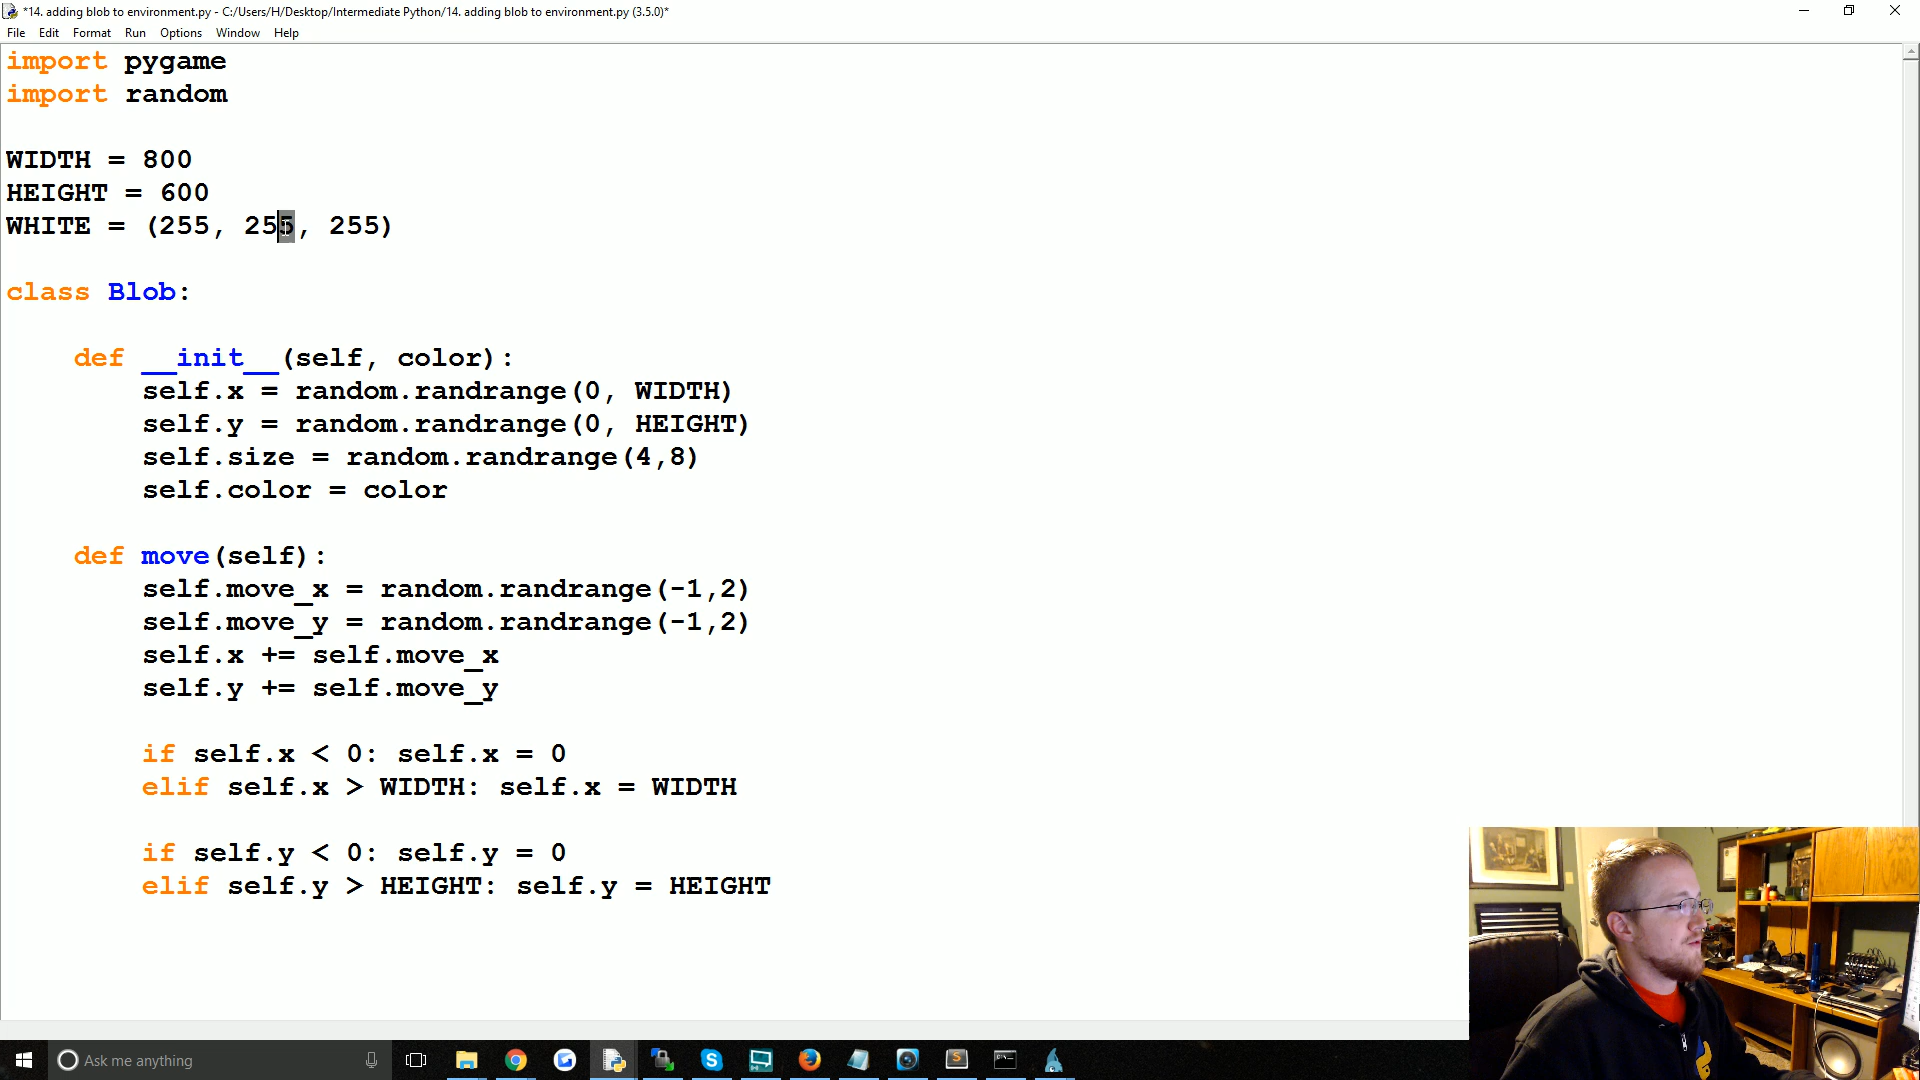 *14. adding blob to environment.py - C:/Users/H/Desktop/Intermediate Python/14. adding blob to environment.py (3.5.0)*
File Edit Format Run Options Window Help
import pygame
import random
WIDTH = 800
HEIGHT = 600
WHITE = (255, 255, 255)
class Blob:
def __init__(self, color):
self.x = random.randrange(0, WIDTH)
self.y = random.randrange(0, HEIGHT)
self.size = random.randrange(4,8)
self.color = color
def move(self):
self.move_x = random.randrange(-1,2)
self.move_y = random.randrange(-1,2)
self.x += self.move_x
self.y += self.move_y
if self.x < 0: self.x = 0
elif self.x > WIDTH: self.x = WIDTH
if self.y < 0: self.y = 0
elif self.y > HEIGHT: self.y = HEIGHT
Ask me anything